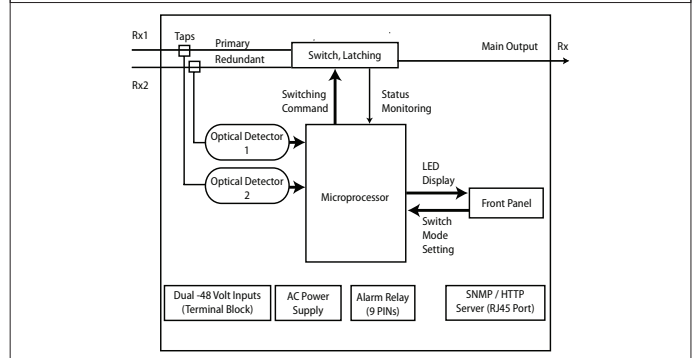 Rx1
Taps
Primary
Redundant
Rx2
Switch, Latching
Main Output
Rx
Switching
Command
Status
Monitoring
Optical Detector
1
Optical Detector
2
Microprocessor
LED
Display
Front Panel
Switch
Mode
Setting
Dual -48 Volt Inputs
(Terminal Block)
AC Power
Supply
Alarm Relay
(9 PINs)
SNMP / HTTP
Server (RJ45 Port)